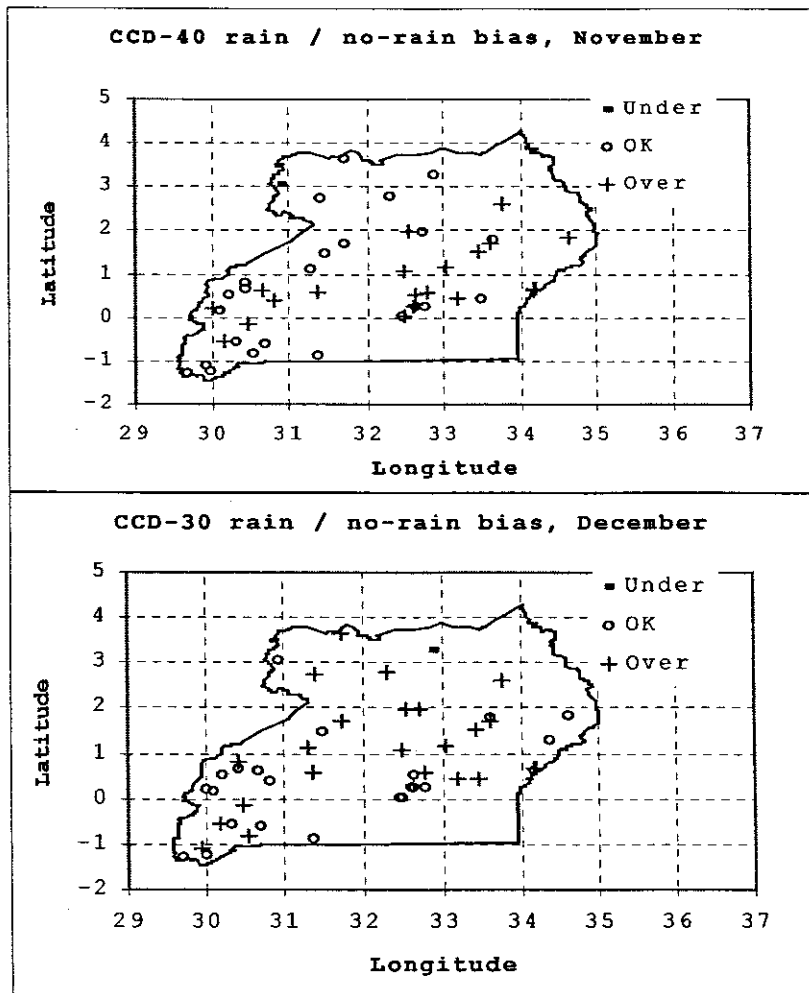 CCD-40 rain / no-rain bias, November
5
4
3
2
1
0
-1
-2
Latitude
Under
OK
Over
29 30 31 32 33 34 35 36 37
Longitude
CCD-30 rain / no-rain bias, December
5
4
3
2
1
0
-1
-2
Latitude
Under
OK
Over
29 30 31 32 33 34 35 36 37
Longitude